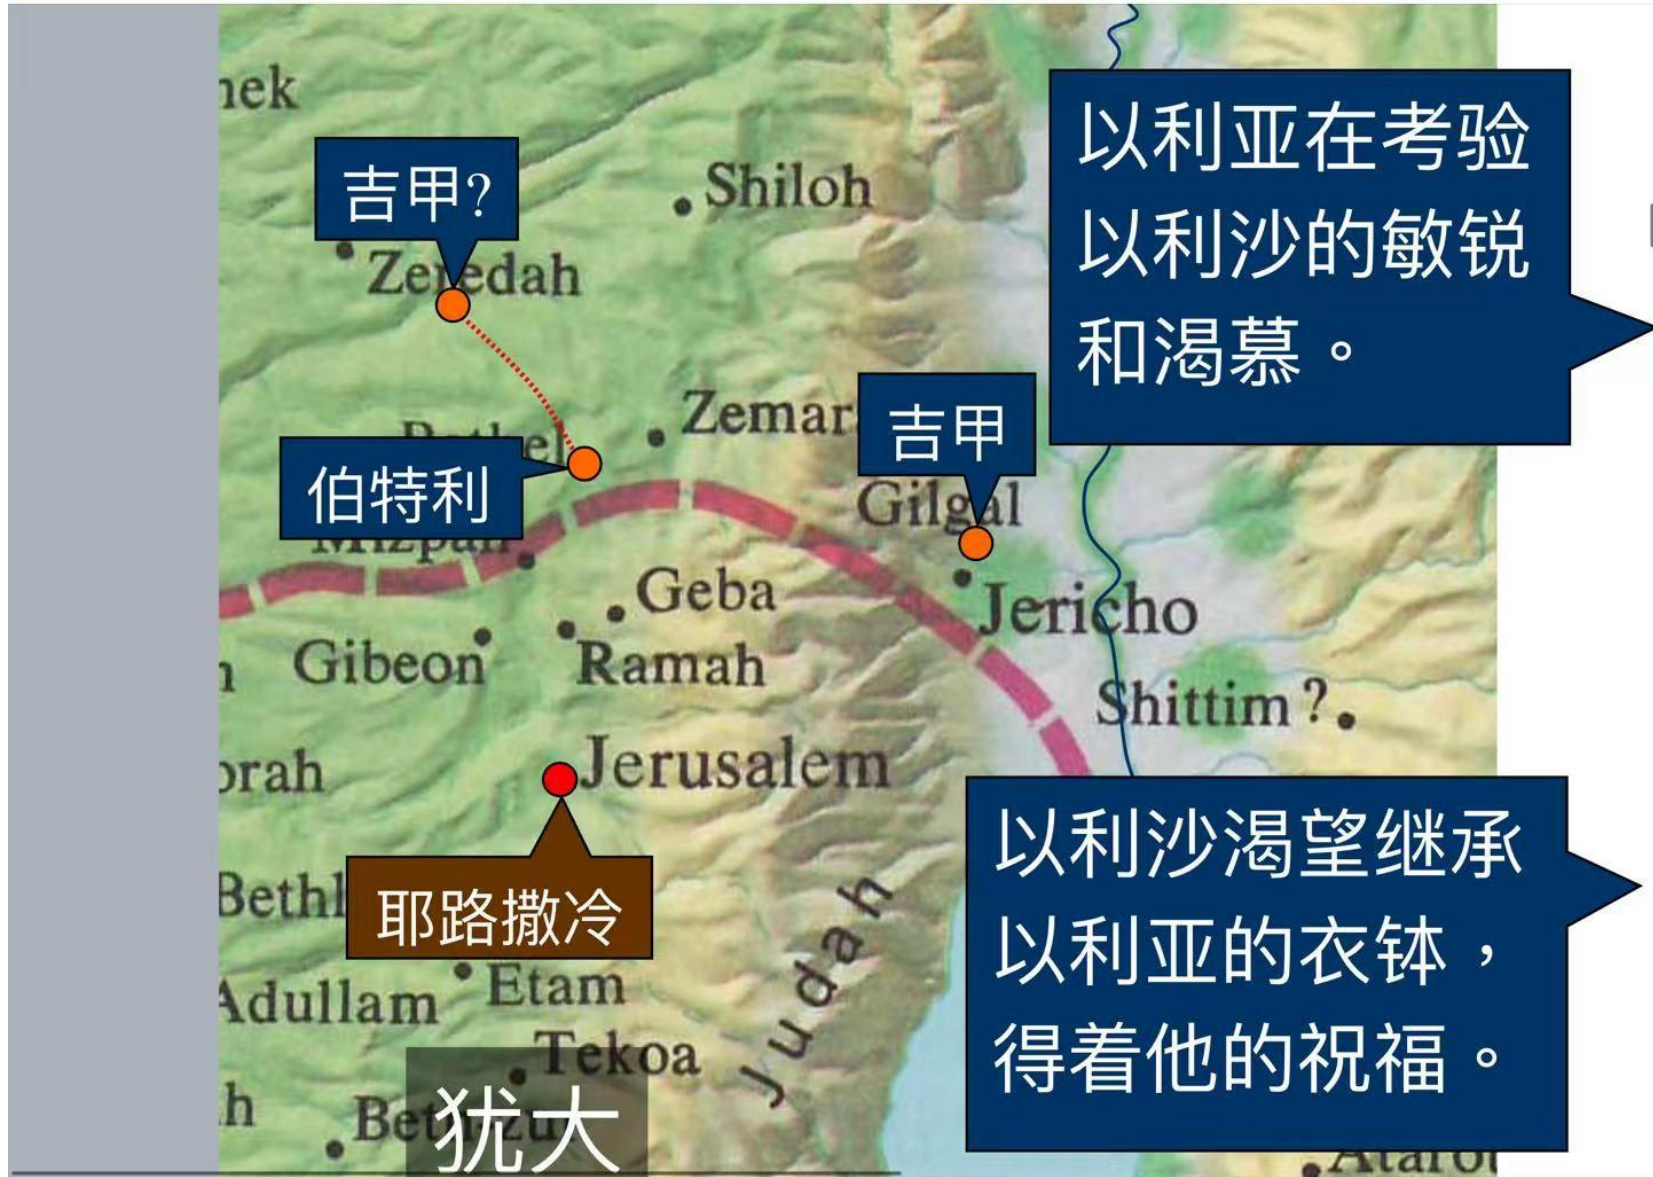 nek
以利亚在考验
以利沙的敏锐
和渴慕。
吉甲?
Shiloh
Zeredah
Zemar
吉甲
伯特利
Gilgal
Geba
Jericho
Gibeon
Ramah
Shittim ?
orah
Jerusalem
以利沙渴望继承
以利亚的衣钵，
得着他的祝福。
耶路撒冷
Bethl
Judah
Etam
Adullam
Tekoa
h
犹大